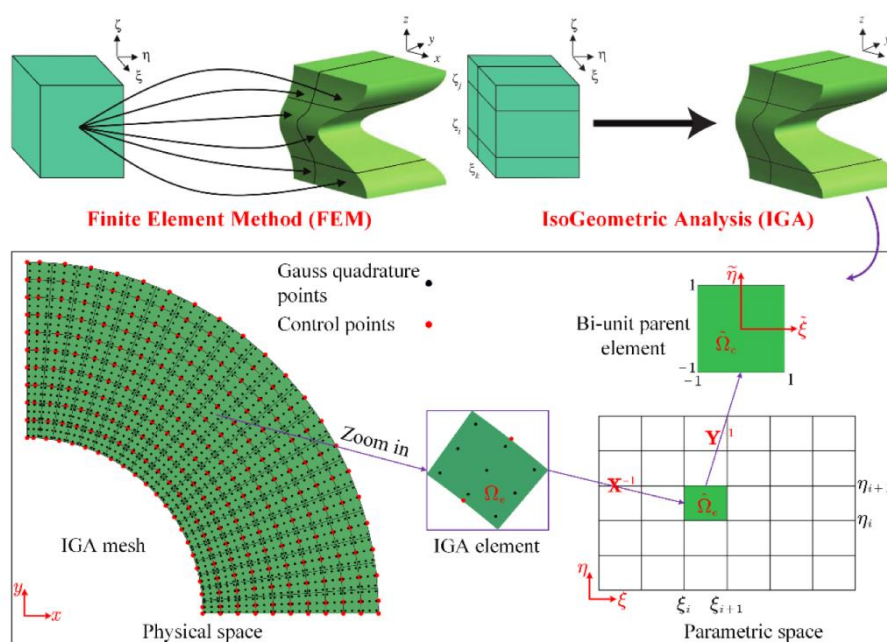 ζ
η
ξ
z
y
x
ζ
η
ξ
ζj
ζi
ξk
z
y
x
Finite Element Method (FEM)
IsoGeometric Analysis (IGA)
Gauss quadrature
points
Control points
η̃
1
Bi-unit parent
element
ξ̃
Ω̃e
-1
-1
1
Zoom in
Y-1
Ωe
X-1
Ω̂e
ηi+1
ηi
IGA mesh
IGA element
y
x
η
ξ
ξi
ξi+1
Physical space
Parametric space